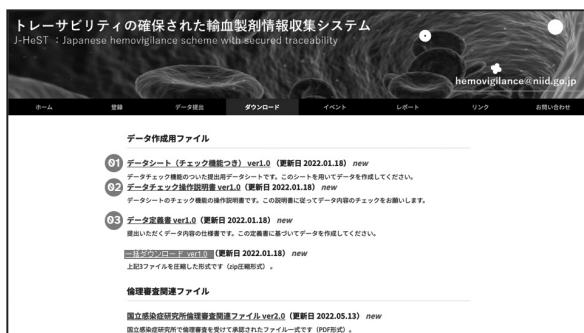 トレーサビリティの確保された輸血製剤情報収集システム
J-HeST ：Japanese hemovigilance scheme with secured traceability
hemovigilance@niid.go.jp
ホーム 登録 データ提出 ダウンロード イベント レポート リンク お問い合わせ
データ作成用ファイル
01 データシート（チェック機能つき） ver1.0 （更新日 2022.01.18） new
データチェック機能のついた提出用データシートです。このシートを用いてデータを作成してください。
02 データチェック操作説明書 ver1.0（更新日 2022.01.18） new
データシートのチェック機能の操作説明書です。この説明書に従ってデータ内容のチェックをお願いします。
03 データ定義書 ver1.0（更新日 2022.01.18） new
提出いただくデータ内容の仕様書です。この定義書に基づいてデータを作成してください。
一括ダウンロード ver1.0（更新日 2022.01.18） new
上記3ファイルを圧縮した形式です（zip圧縮形式）。
倫理審査関連ファイル
国立感染症研究所倫理審査関連ファイル ver2.0（更新日 2022.05.13） new
国立感染症研究所で倫理審査を受けて承認されたファイル一式です（PDF形式）。